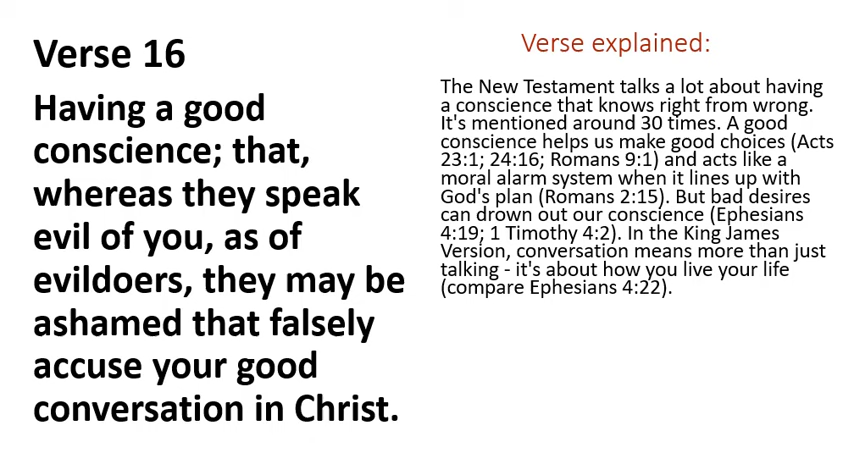 Verse 16
Having a good
conscience; that,
whereas they speak
evil of you, as of
evildoers, they may be
ashamed that falsely
accuse your good
conversation in Christ.
Verse explained:
The New Testament talks a lot about having
a conscience that knows right from wrong.
It's mentioned around 30 times. A good
conscience helps us make good choices (Acts
23:1; 24:16; Romans 9:1) and acts like a
moral alarm system when it lines up with
God's plan (Romans 2:15). But bad desires
can drown out our conscience (Ephesians
4:19; 1 Timothy 4:2). In the King James
Version, conversation means more than just
talking - it's about how you live your life
(compare Ephesians 4:22).